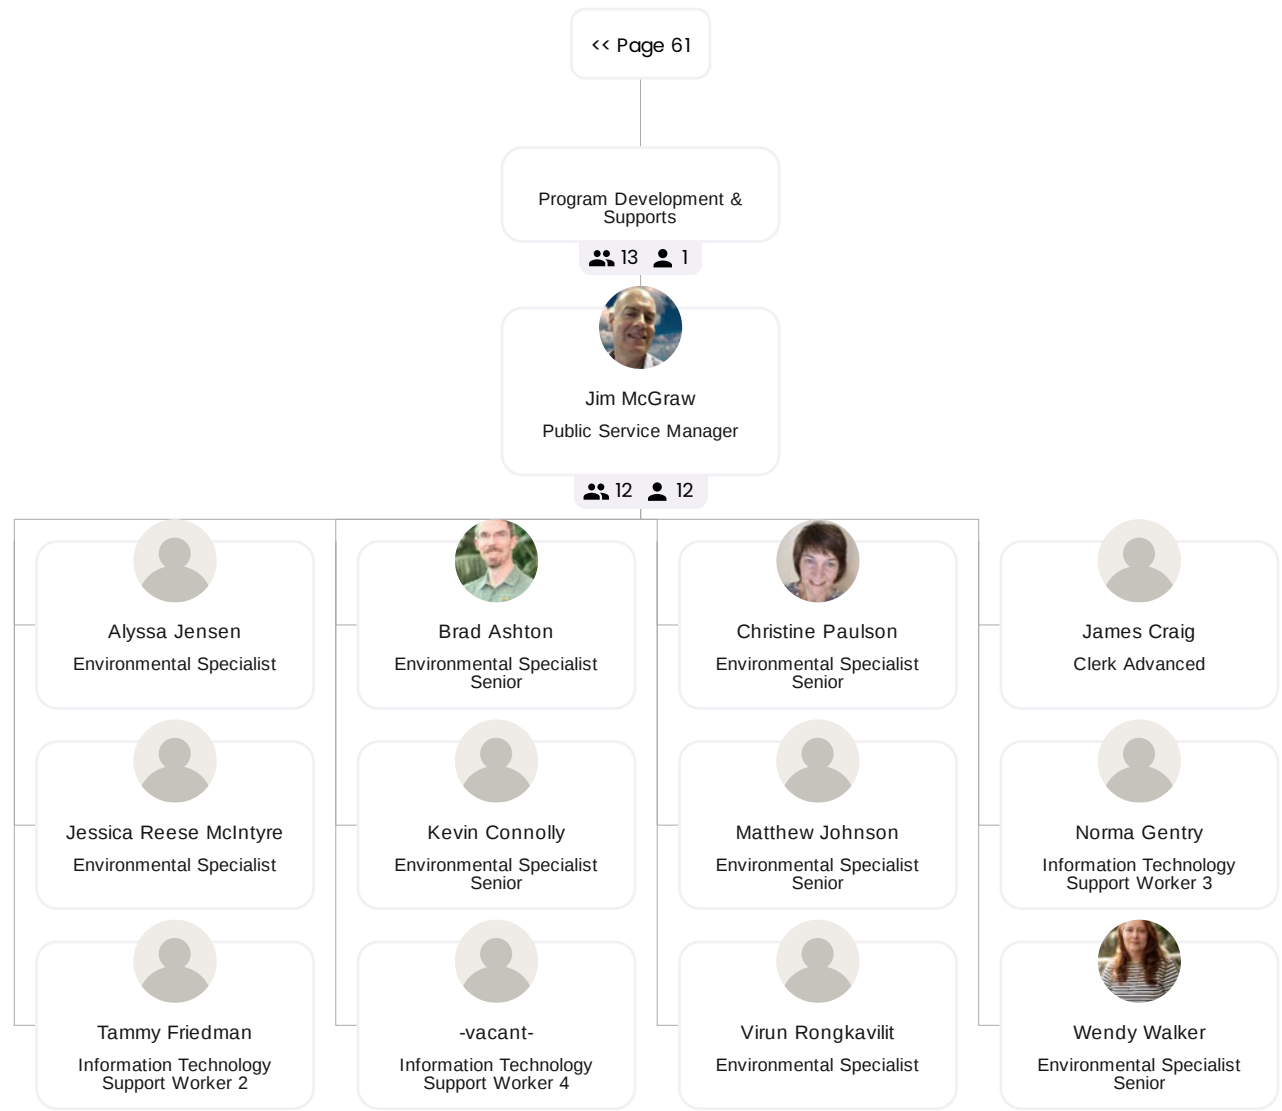 << Page 61
Program Development &
Supports
13 1
Jim McGraw
Public Service Manager
12 12
Alyssa Jensen
Environmental Specialist
Brad Ashton
Environmental Specialist
Senior
Christine Paulson
Environmental Specialist
Senior
James Craig
Clerk Advanced
Jessica Reese McIntyre
Environmental Specialist
Kevin Connolly
Environmental Specialist
Senior
Matthew Johnson
Environmental Specialist
Senior
Norma Gentry
Information Technology
Support Worker 3
Tammy Friedman
Information Technology
Support Worker 2
-vacant-
Information Technology
Support Worker 4
Virun Rongkavilit
Environmental Specialist
Wendy Walker
Environmental Specialist
Senior